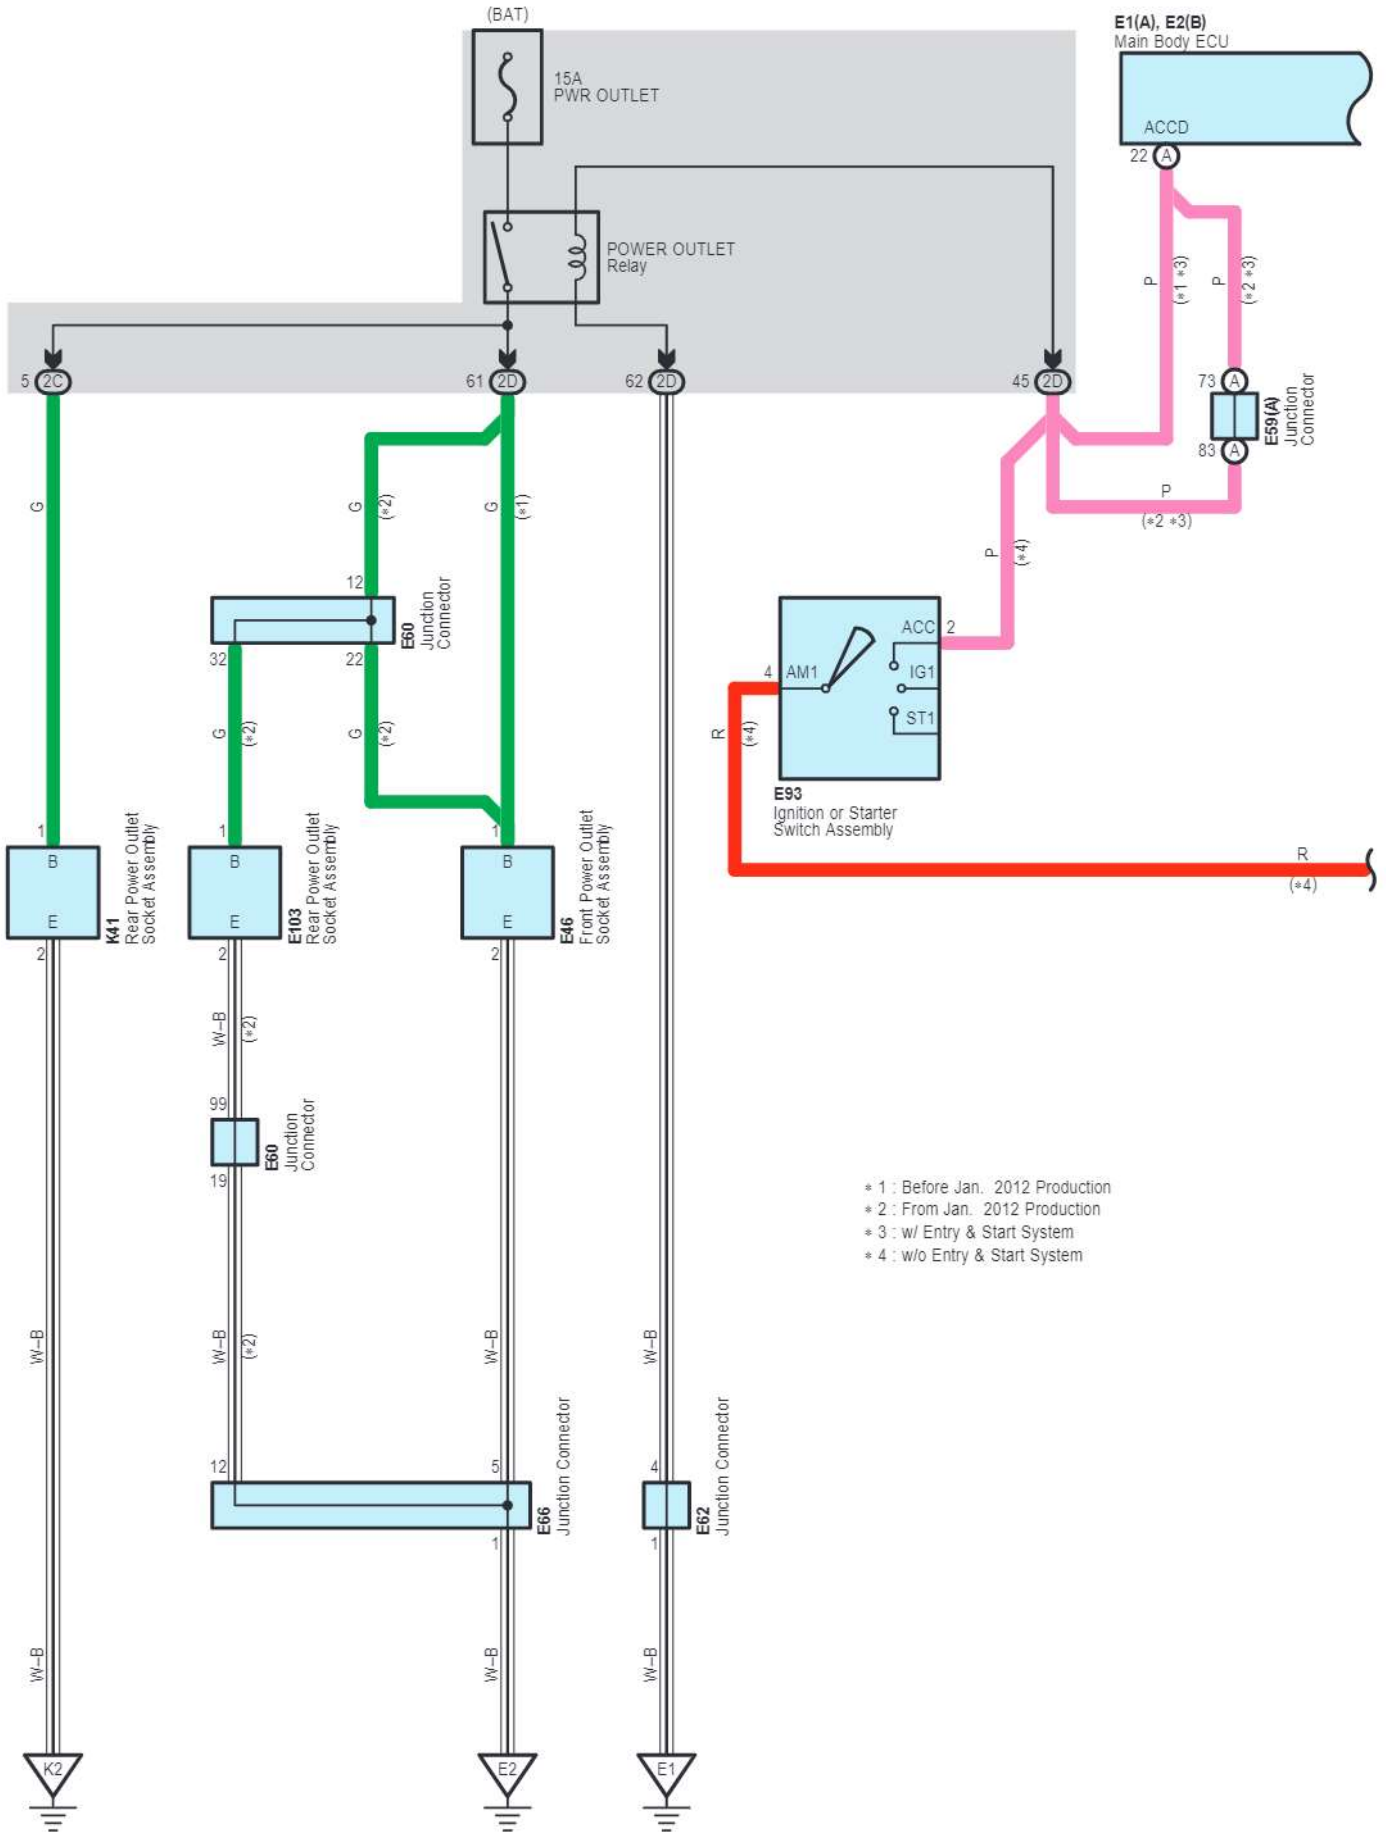 (BAT)
E1(A), E2(B)
Main Body ECU
15A
PWR OUTLET
ACCD
22 A
POWER OUTLET
Relay
P
(*1 *3)
P
(*2 *3)
5 2C
61 2D
62 2D
45 2D
73 A
E59(A)
Junction
Connector
83 A
G
G
(*2)
G
(*1)
P
(*2 *3)
P
(*4)
12
E60
Junction
Connector
32
22
ACC 2
4 AM1
IG1
ST1
G
(*2)
G
(*2)
R
(*4)
E93
Ignition or Starter
Switch Assembly
1
B
E
2
K41
Rear Power Outlet
Socket Assembly
1
B
E
2
E103
Rear Power Outlet
Socket Assembly
1
B
E
2
E46
Front Power Outlet
Socket Assembly
R
(*4)
W-B
(*2)
99
E60
Junction
Connector
19
* 1 : Before Jan. 2012 Production
* 2 : From Jan. 2012 Production
* 3 : w/ Entry & Start System
* 4 : w/o Entry & Start System
W-B
W-B
(*2)
W-B
W-B
12
5
E66
Junction Connector
1
4
E62
Junction Connector
1
W-B
W-B
W-B
K2
E2
E1